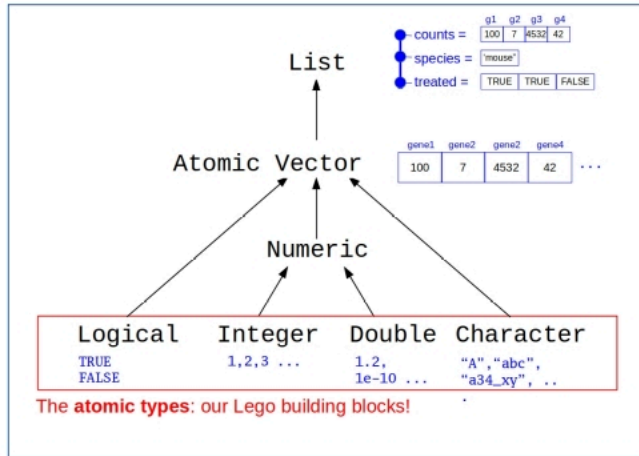 g1 g2 g3 g4
counts = 100 7 4532 42
List
species = "mouse"
treated = TRUE TRUE FALSE
gene1 gene2 gene2 gene4
Atomic Vector
100 7 4532 42 ...
Numeric
Logical Integer Double Character
TRUE 1,2,3 ... 1.2, "A","abc",
FALSE 1e-10 ... "a34_xy", ..
.
The atomic types: our Lego building blocks!